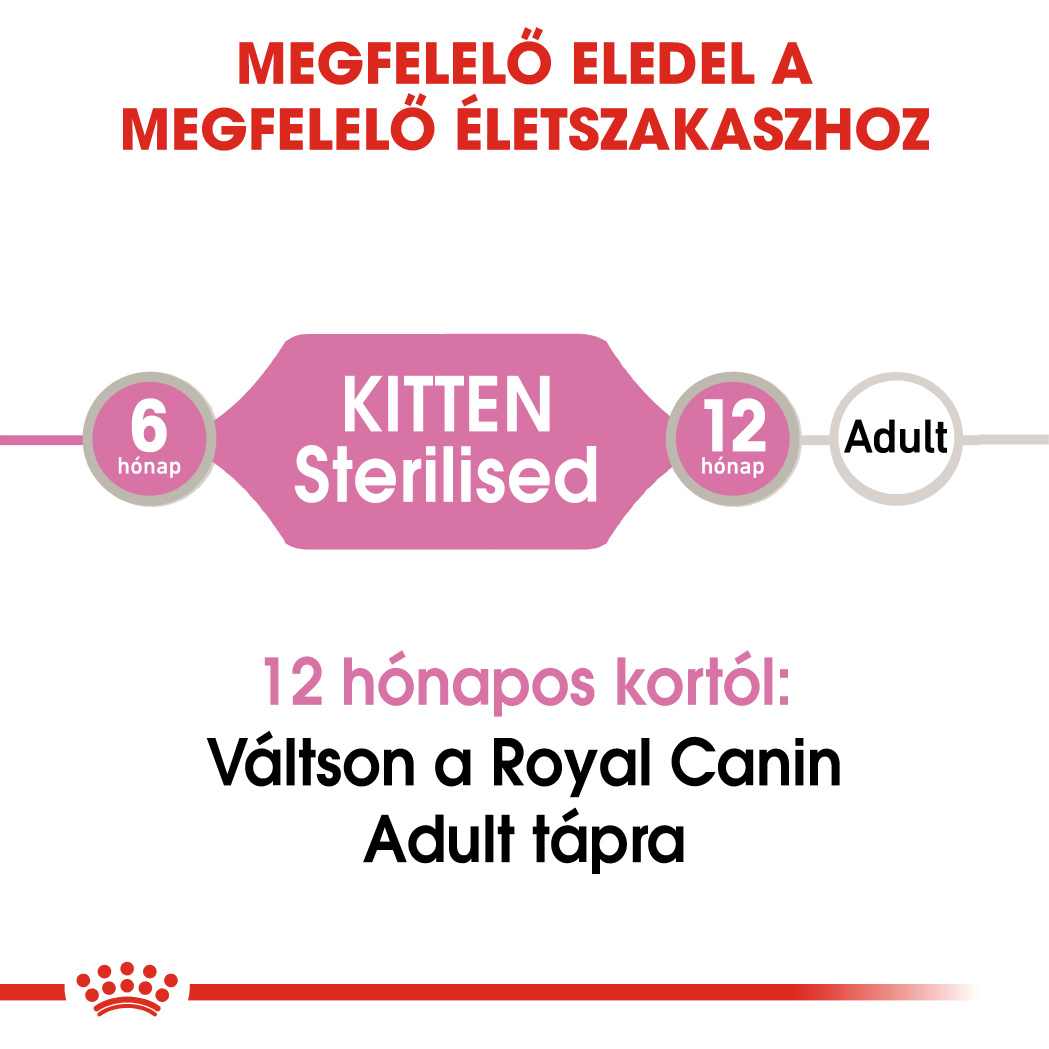 MEGFELELŐ ELEDEL A
MEGFELELŐ ÉLETSZAKASZHOZ
6
hónap
KITTEN
Sterilised
12
hónap
Adult
12 hónapos kortól:
Váltson a Royal Canin
Adult tápra